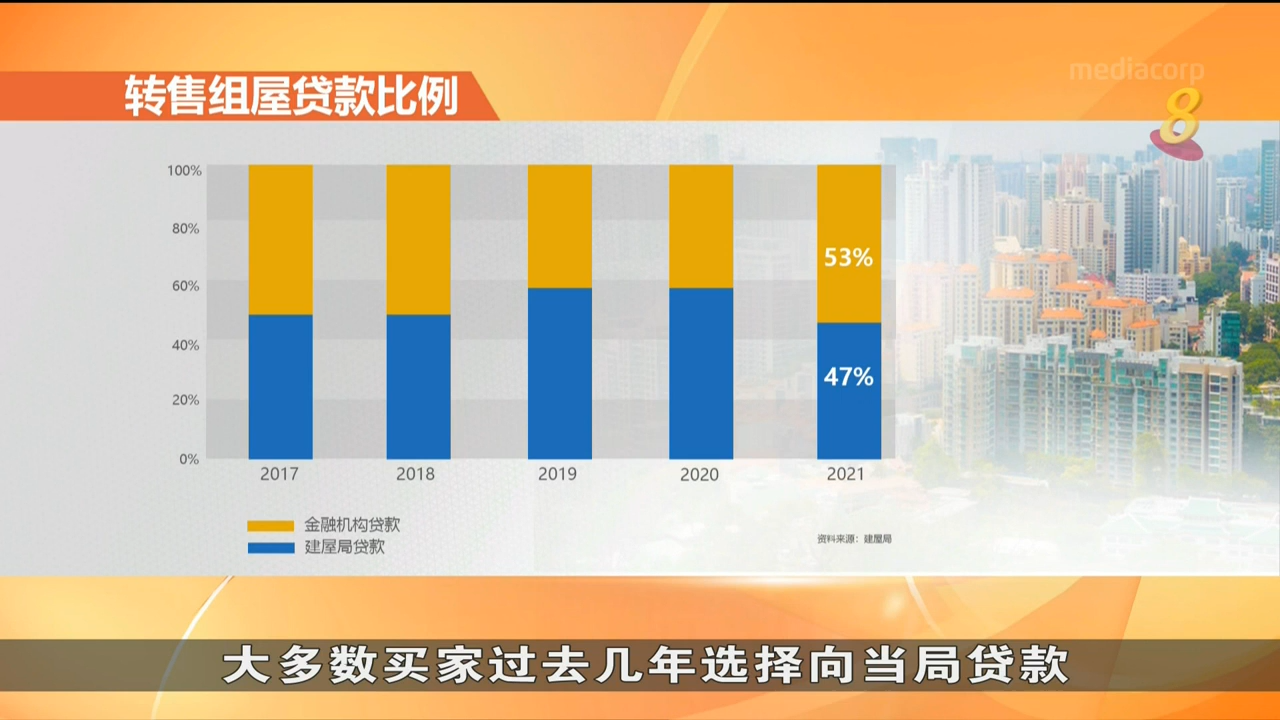 mediacorp
8
转售组屋贷款比例
100%
80%
60%
40%
20%
0%
53%
47%
2017 2018 2019 2020 2021
金融机构贷款
建屋局贷款
资料来源：建屋局
大多数买家过去几年选择向当局贷款